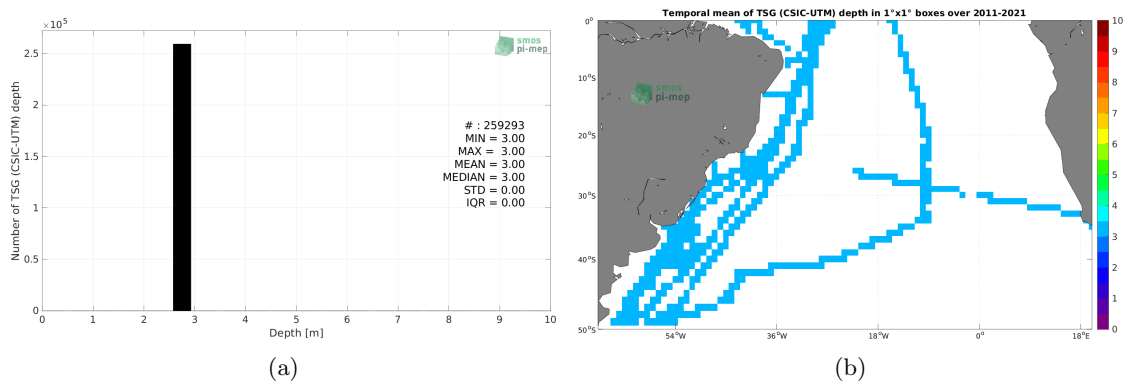 ×10⁵
2.5
2
1.5
1
0.5
0
Number of TSG (CSIC-UTM) depth
smos
pi-mep
# : 259293
MIN = 3.00
MAX = 3.00
MEAN = 3.00
MEDIAN = 3.00
STD = 0.00
IQR = 0.00
0 1 2 3 4 5 6 7 8 9 10
Depth [m]
(a)
Temporal mean of TSG (CSIC-UTM) depth in 1°x1° boxes over 2011-2021
0°
10°S
20°S
30°S
40°S
50°S
smos
pi-mep
54°W 36°W 18°W 0° 18°E
10
9
8
7
6
5
4
3
2
1
0
(b)